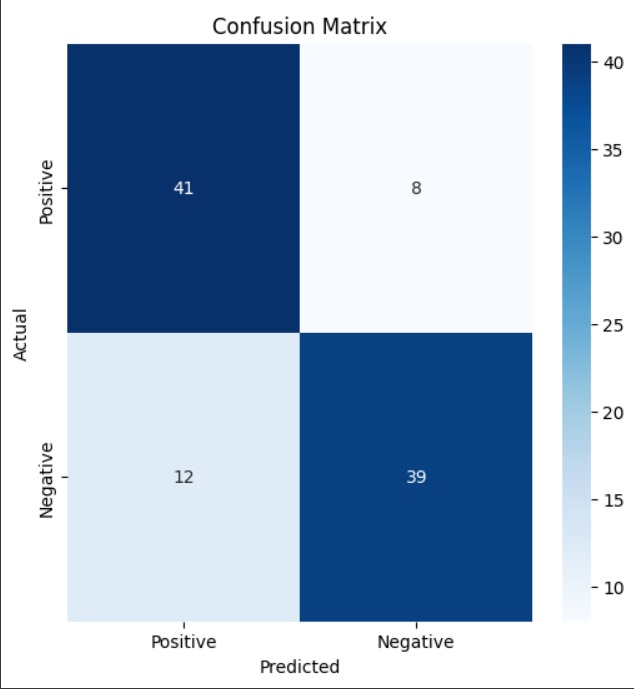 Confusion Matrix
Actual
Positive
Negative
41
8
12
39
Positive
Negative
Predicted
40
35
30
25
20
15
10